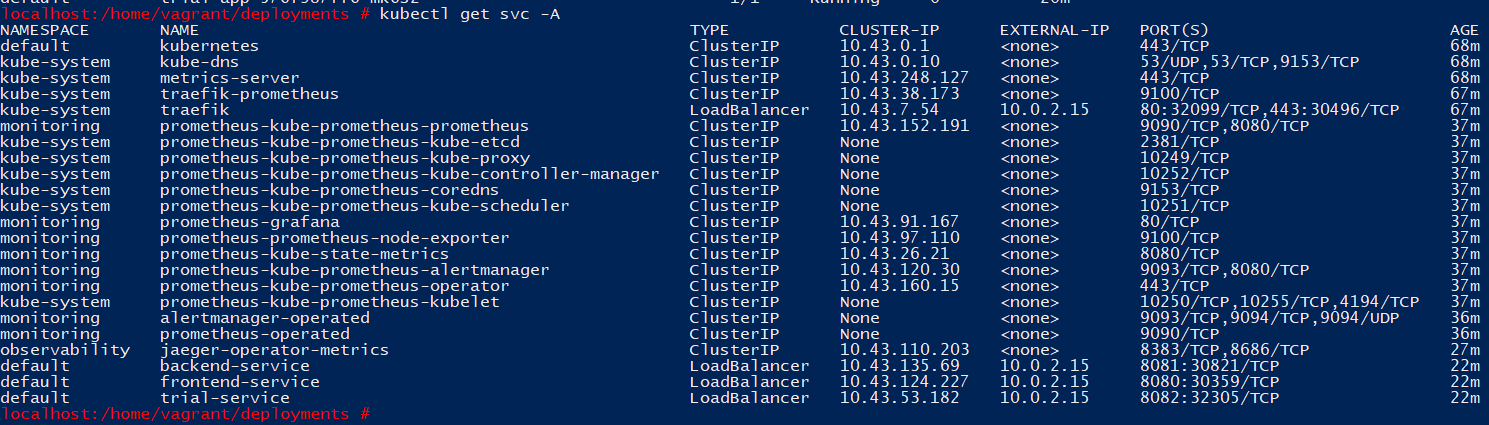 localhost:/home/vagrant/deployments # kubectl get svc -A
NAMESPACE NAME TYPE CLUSTER-IP EXTERNAL-IP PORT(S) AGE
default kubernetes ClusterIP 10.43.0.1 <none> 443/TCP 68m
kube-system kube-dns ClusterIP 10.43.0.10 <none> 53/UDP,53/TCP,9153/TCP 68m
kube-system metrics-server ClusterIP 10.43.248.127 <none> 443/TCP 68m
kube-system traefik-prometheus ClusterIP 10.43.38.173 <none> 9100/TCP 67m
kube-system traefik LoadBalancer 10.43.7.54 10.0.2.15 80:32099/TCP,443:30496/TCP 67m
monitoring prometheus-kube-prometheus-prometheus ClusterIP 10.43.152.191 <none> 9090/TCP,8080/TCP 37m
kube-system prometheus-kube-prometheus-kube-etcd ClusterIP None <none> 2381/TCP 37m
kube-system prometheus-kube-prometheus-kube-proxy ClusterIP None <none> 10249/TCP 37m
kube-system prometheus-kube-prometheus-kube-controller-manager ClusterIP None <none> 10252/TCP 37m
kube-system prometheus-kube-prometheus-coredns ClusterIP None <none> 9153/TCP 37m
kube-system prometheus-kube-prometheus-kube-scheduler ClusterIP None <none> 10251/TCP 37m
monitoring prometheus-grafana ClusterIP 10.43.91.167 <none> 80/TCP 37m
monitoring prometheus-prometheus-node-exporter ClusterIP 10.43.97.110 <none> 9100/TCP 37m
monitoring prometheus-kube-state-metrics ClusterIP 10.43.26.21 <none> 8080/TCP 37m
monitoring prometheus-kube-prometheus-alertmanager ClusterIP 10.43.120.30 <none> 9093/TCP,8080/TCP 37m
monitoring prometheus-kube-prometheus-operator ClusterIP 10.43.160.15 <none> 443/TCP 37m
kube-system prometheus-kube-prometheus-kubelet ClusterIP None <none> 10250/TCP,10255/TCP,4194/TCP 37m
monitoring alertmanager-operated ClusterIP None <none> 9093/TCP,9094/TCP,9094/UDP 36m
monitoring prometheus-operated ClusterIP None <none> 9090/TCP 36m
observability jaeger-operator-metrics ClusterIP 10.43.110.203 <none> 8383/TCP,8686/TCP 27m
default backend-service LoadBalancer 10.43.135.69 10.0.2.15 8081:30821/TCP 22m
default frontend-service LoadBalancer 10.43.124.227 10.0.2.15 8080:30359/TCP 22m
default trial-service LoadBalancer 10.43.53.182 10.0.2.15 8082:32305/TCP 22m
localhost:/home/vagrant/deployments #